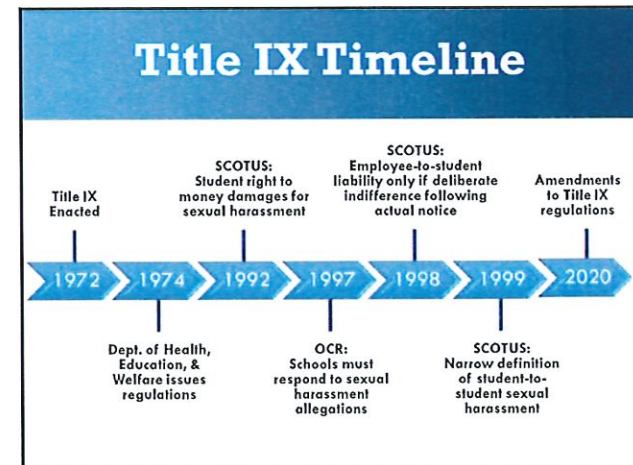 Title IX Timeline
Title IX
Enacted
SCOTUS:
Student right to
money damages for
sexual harassment
SCOTUS:
Employee-to-student
liability only if deliberate
indifference following
actual notice
Amendments
to Title IX
regulations
1972
1974
1992
1997
1998
1999
2020
Dept. of Health,
Education, &
Welfare issues
regulations
OCR:
Schools must
respond to sexual
harassment
allegations
SCOTUS:
Narrow definition
of student-to-
student sexual
harassment